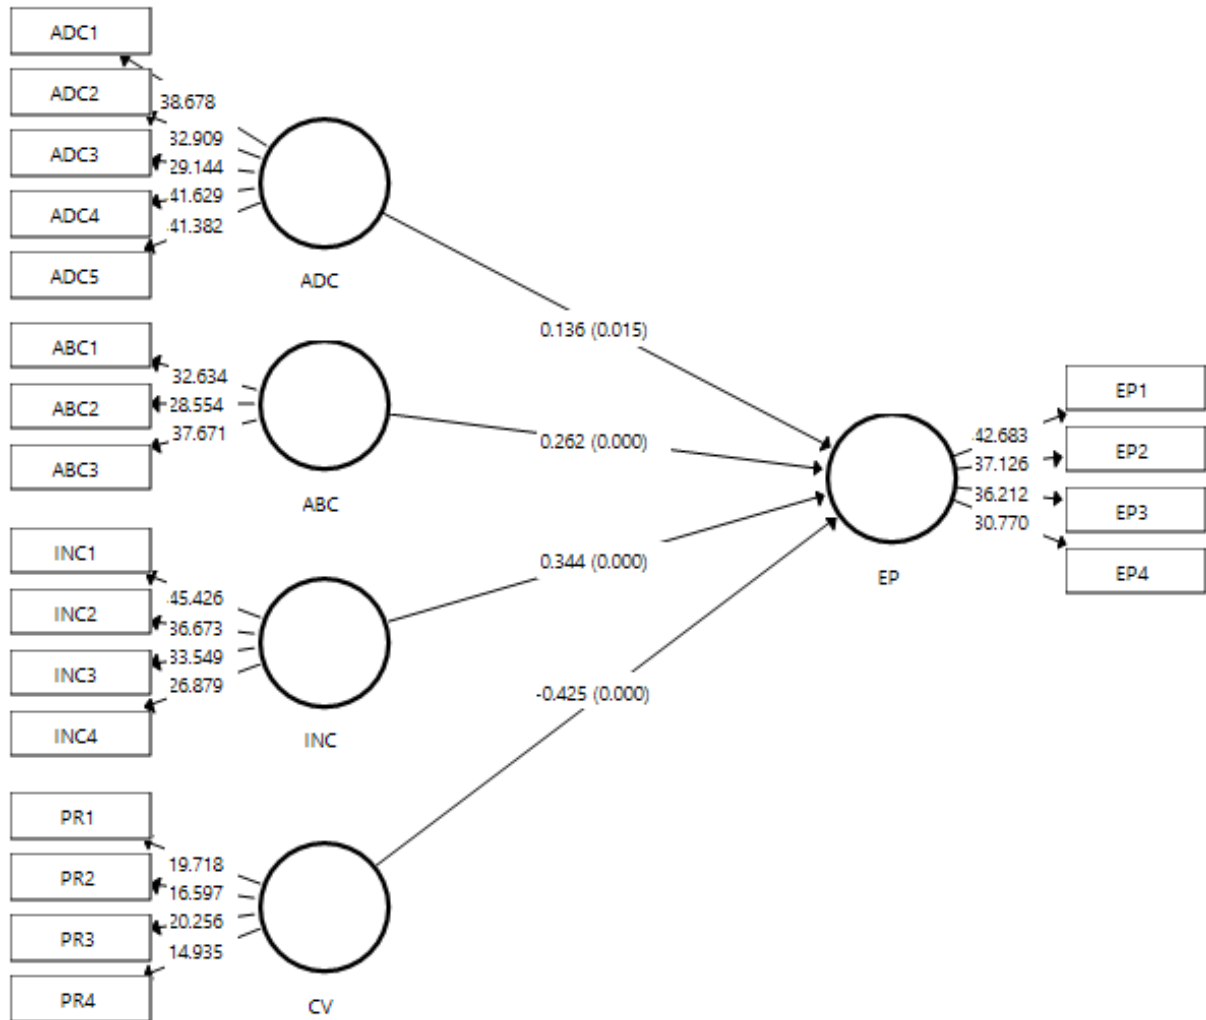 ADC1
ADC2
ADC3
ADC4
ADC5
38.678
32.909
29.144
41.629
41.382
ADC
0.136 (0.015)
ABC1
ABC2
ABC3
32.634
28.554
37.671
ABC
0.262 (0.000)
INC1
INC2
INC3
INC4
45.426
36.673
33.549
26.879
INC
0.344 (0.000)
PR1
PR2
PR3
PR4
19.718
16.597
20.256
14.935
CV
-0.425 (0.000)
EP
42.683
37.126
36.212
30.770
EP1
EP2
EP3
EP4